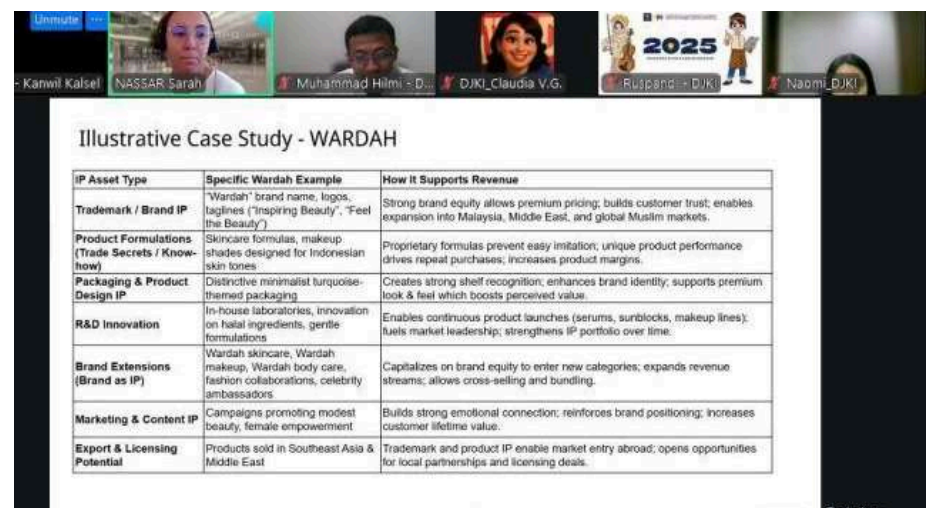 Unmute ...
- Kanwil Kalsel
NASSAR Sarah
Muhammad Hilmi - D...
DJKI_Claudia V.G.
2025
Ruspandi - DJKI
Naomi_DJKI
Illustrative Case Study - WARDAH
IP Asset Type
Specific Wardah Example
How It Supports Revenue
Trademark / Brand IP
"Wardah" brand name, logos,
taglines ("Inspiring Beauty", "Feel
the Beauty")
Strong brand equity allows premium pricing; builds customer trust; enables
expansion into Malaysia, Middle East, and global Muslim markets.
Product Formulations
(Trade Secrets / Know-
how)
Skincare formulas, makeup
shades designed for Indonesian
skin tones
Proprietary formulas prevent easy imitation; unique product performance
drives repeat purchases; increases product margins.
Packaging & Product
Design IP
Distinctive minimalist turquoise-
themed packaging
Creates strong shelf recognition; enhances brand identity; supports premium
look & feel which boosts perceived value.
R&D Innovation
In-house laboratories, innovation
on halal ingredients, gentle
formulations
Enables continuous product launches (serums, sunblocks, makeup lines);
fuels market leadership; strengthens IP portfolio over time.
Brand Extensions
(Brand as IP)
Wardah skincare, Wardah
makeup, Wardah body care,
fashion collaborations, celebrity
ambassadors
Capitalizes on brand equity to enter new categories; expands revenue
streams; allows cross-selling and bundling.
Marketing & Content IP
Campaigns promoting modest
beauty, female empowerment
Builds strong emotional connection; reinforces brand positioning; increases
customer lifetime value.
Export & Licensing
Potential
Products sold in Southeast Asia &
Middle East
Trademark and product IP enable market entry abroad; opens opportunities
for local partnerships and licensing deals.